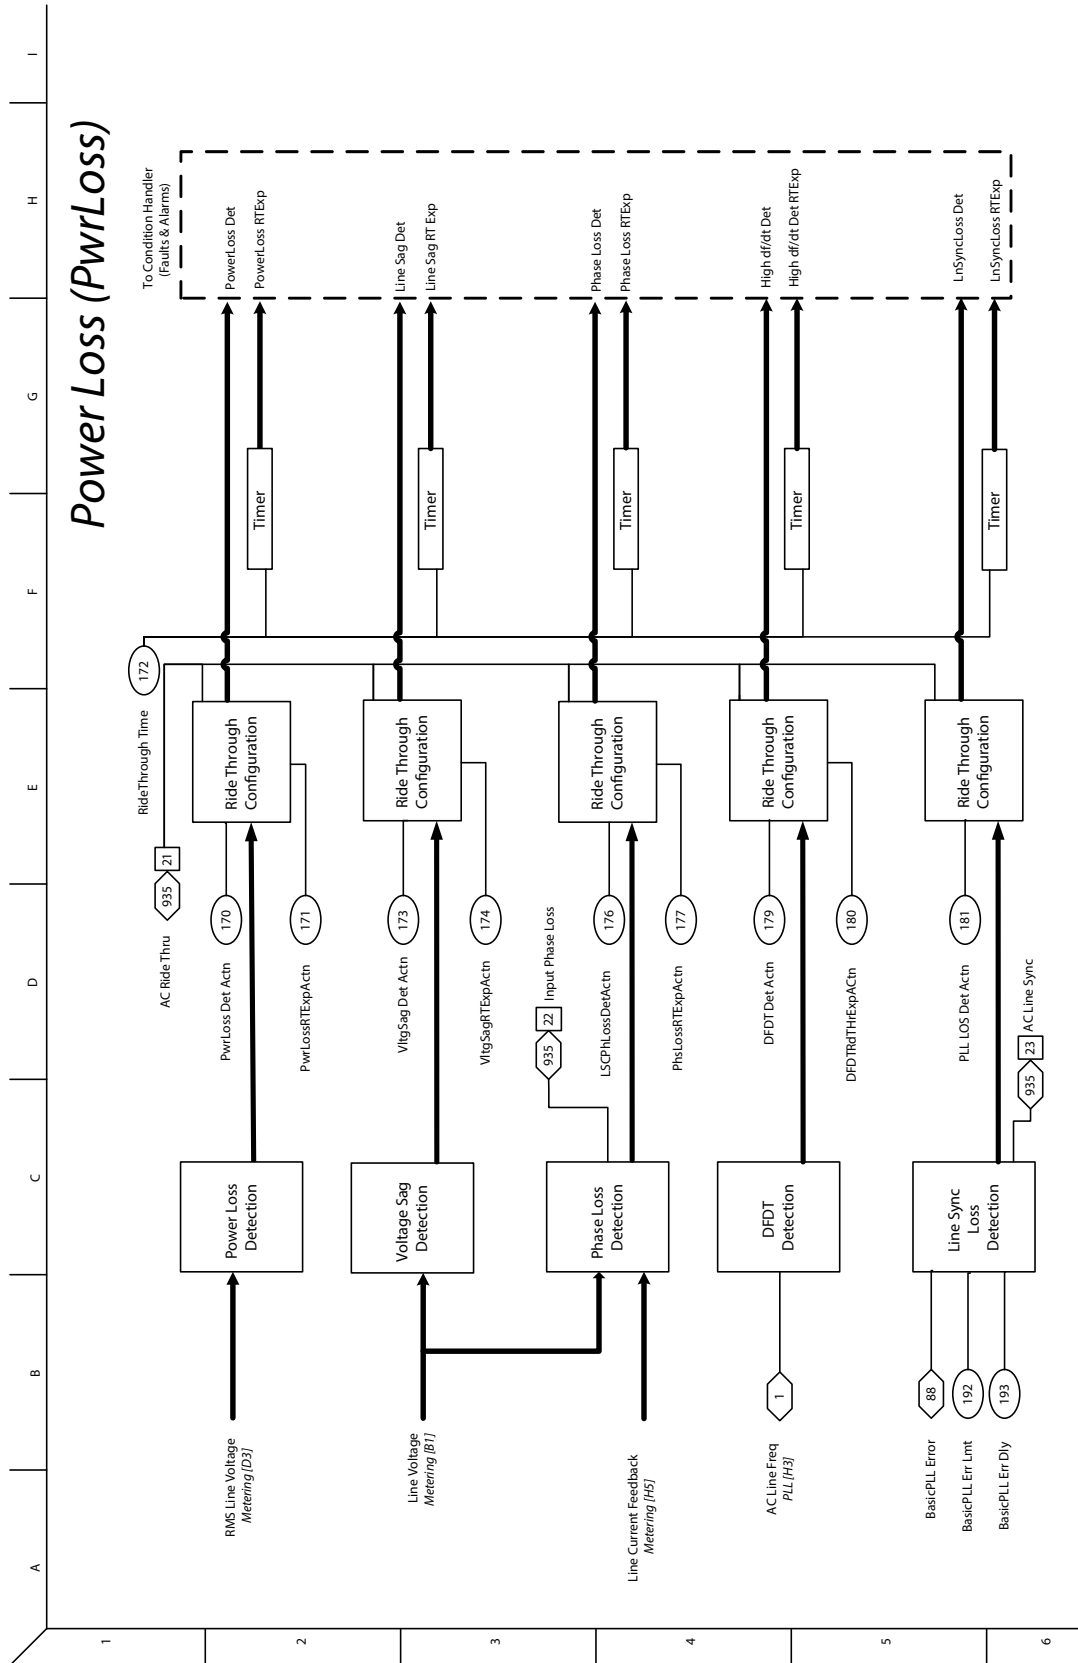 A
B
C
D
E
F
G
H
I
1
2
3
4
5
6
Power Loss (PwrLoss)
To Condition Handler
(Faults & Alarms)
RideThrough Time
172
AC Ride Thru
935
21
RMS Line Voltage
Metering [D3]
Power Loss
Detection
PwrLoss Det Actn
170
PwrLossRTExpActn
171
Ride Through
Configuration
Timer
PowerLoss Det
PowerLoss RTExp
Line Voltage
Metering [B1]
Voltage Sag
Detection
VltgSag Det Actn
173
VltgSagRTExpActn
174
Ride Through
Configuration
Timer
Line Sag Det
Line Sag RT Exp
Line Current Feedback
Metering [H5]
Phase Loss
Detection
935
22
Input Phase Loss
LSCPhLossDetActn
176
PhsLossRTExpActn
177
Ride Through
Configuration
Timer
Phase Loss Det
Phase Loss RTExp
AC Line Freq
PLL [H3]
1
DFDT
Detection
DFDT Det Actn
179
DFDTRdTHrExpACtn
180
Ride Through
Configuration
Timer
High df/dt Det
High df/dt Det RTExp
BasicPLL Error
88
BasicPLL Err Lmt
192
BasicPLL Err Dly
193
Line Sync
Loss
Detection
PLL LOS Det Actn
181
935
23
AC Line Sync
Ride Through
Configuration
Timer
LnSyncLoss Det
LnSyncLoss RTExp